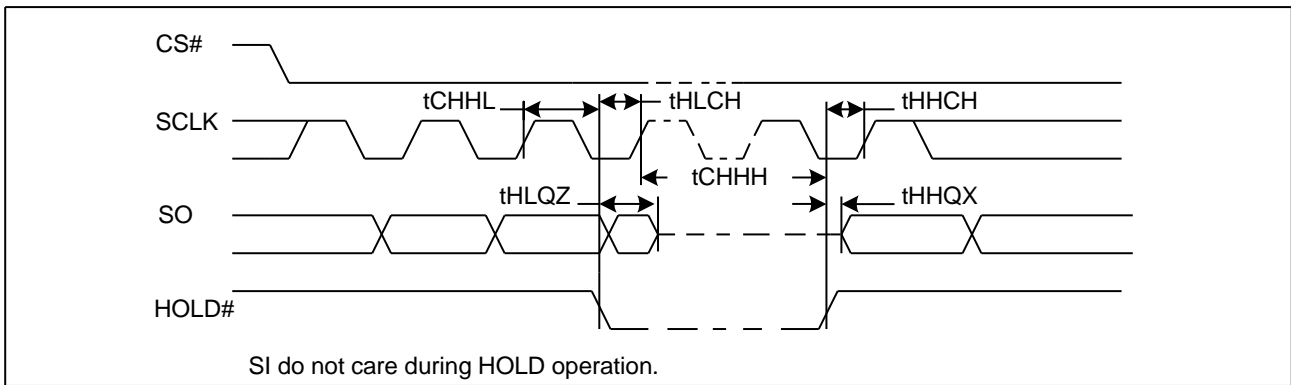 CS#
tCHHL
tHLCH
tHHCH
SCLK
tCHHH
tHLQZ
tHHQX
SO
HOLD#
SI do not care during HOLD operation.